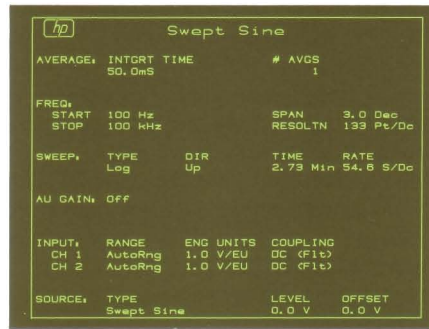 hp Swept Sine
AVERAGE: INTGRT TIME # AVGS
50.0mS 1
FREQ:
START 100 Hz SPAN 3.0 Dec
STOP 100 kHz RESOLTN 133 Pt/Dc
SWEEP: TYPE DIR TIME RATE
Log Up 2.73 Min 54.6 S/Dc
AU GAIN: Off
INPUT: RANGE ENG UNITS COUPLING
CH 1 AutoRng 1.0 V/EU DC (Flt)
CH 2 AutoRng 1.0 V/EU DC (Flt)
SOURCE: TYPE LEVEL OFFSET
Swept Sine 0.0 V 0.0 V